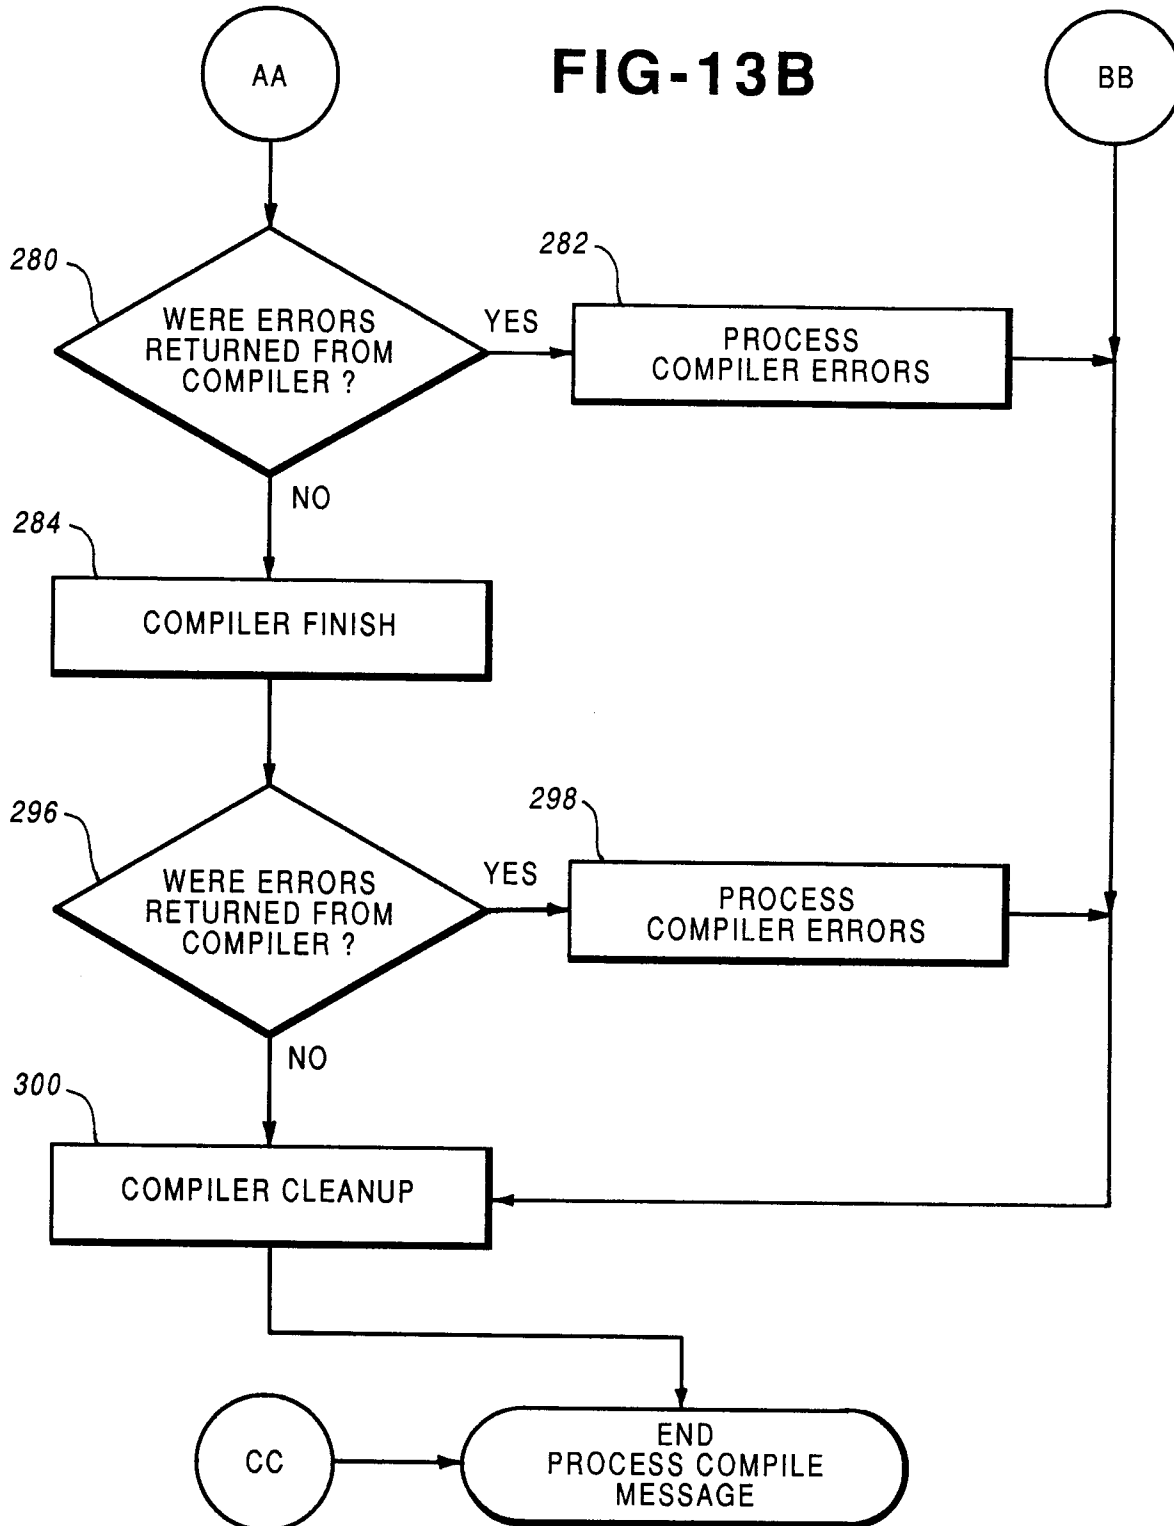 AA
FIG-13B
BB
280
WERE ERRORS
RETURNED FROM
COMPILER ?
YES
282
PROCESS
COMPILER ERRORS
NO
284
COMPILER FINISH
296
WERE ERRORS
RETURNED FROM
COMPILER ?
YES
298
PROCESS
COMPILER ERRORS
NO
300
COMPILER CLEANUP
CC
END
PROCESS COMPILE
MESSAGE